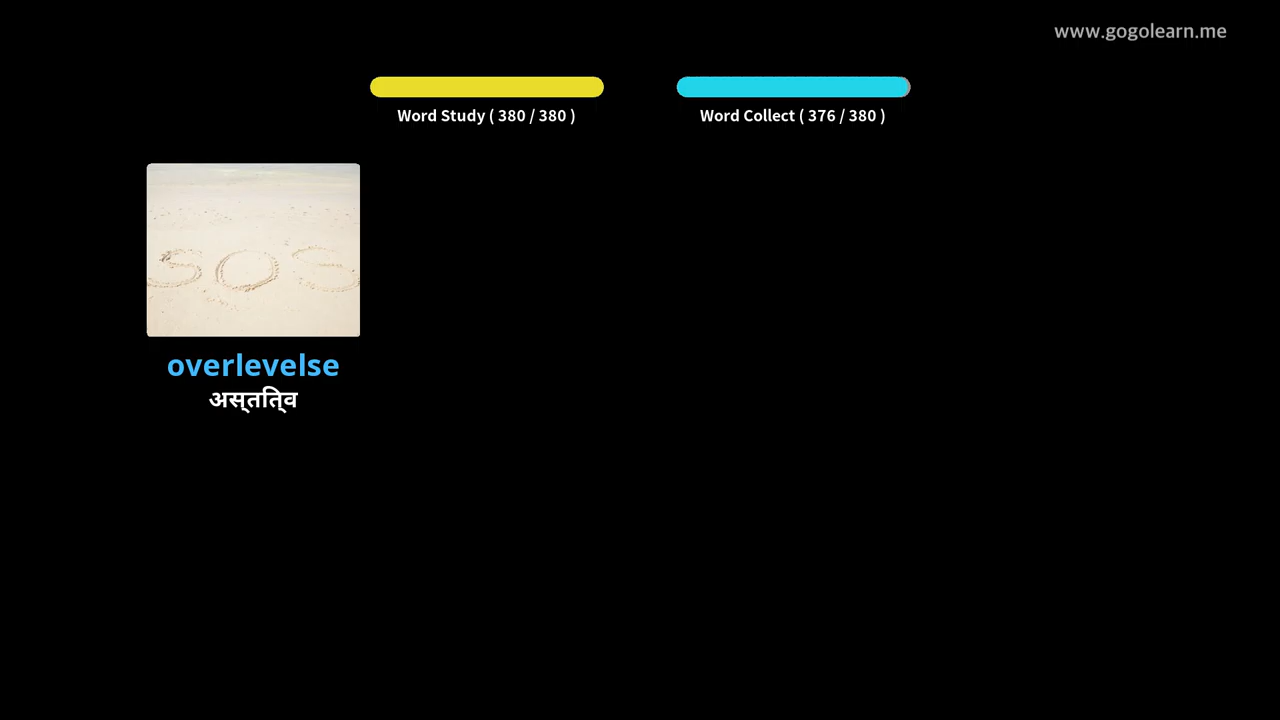 www.gogolearn.me
Word Study ( 380 / 380 )
Word Collect ( 376 / 380 )
SOS
overlevelse
अस्तित्व